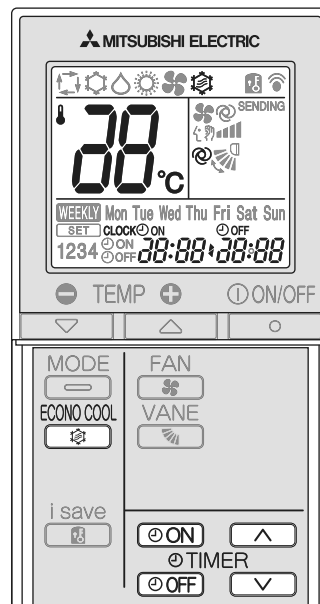 MITSUBISHI ELECTRIC
SENDING
88°C
WEEKLY Mon Tue Wed Thu Fri Sat Sun
SET CLOCK ON OFF
1234 ON OFF 88:88 88:88
TEMP ON/OFF
MODE FAN
ECONO COOL VANE
i save
ON
TIMER
OFF